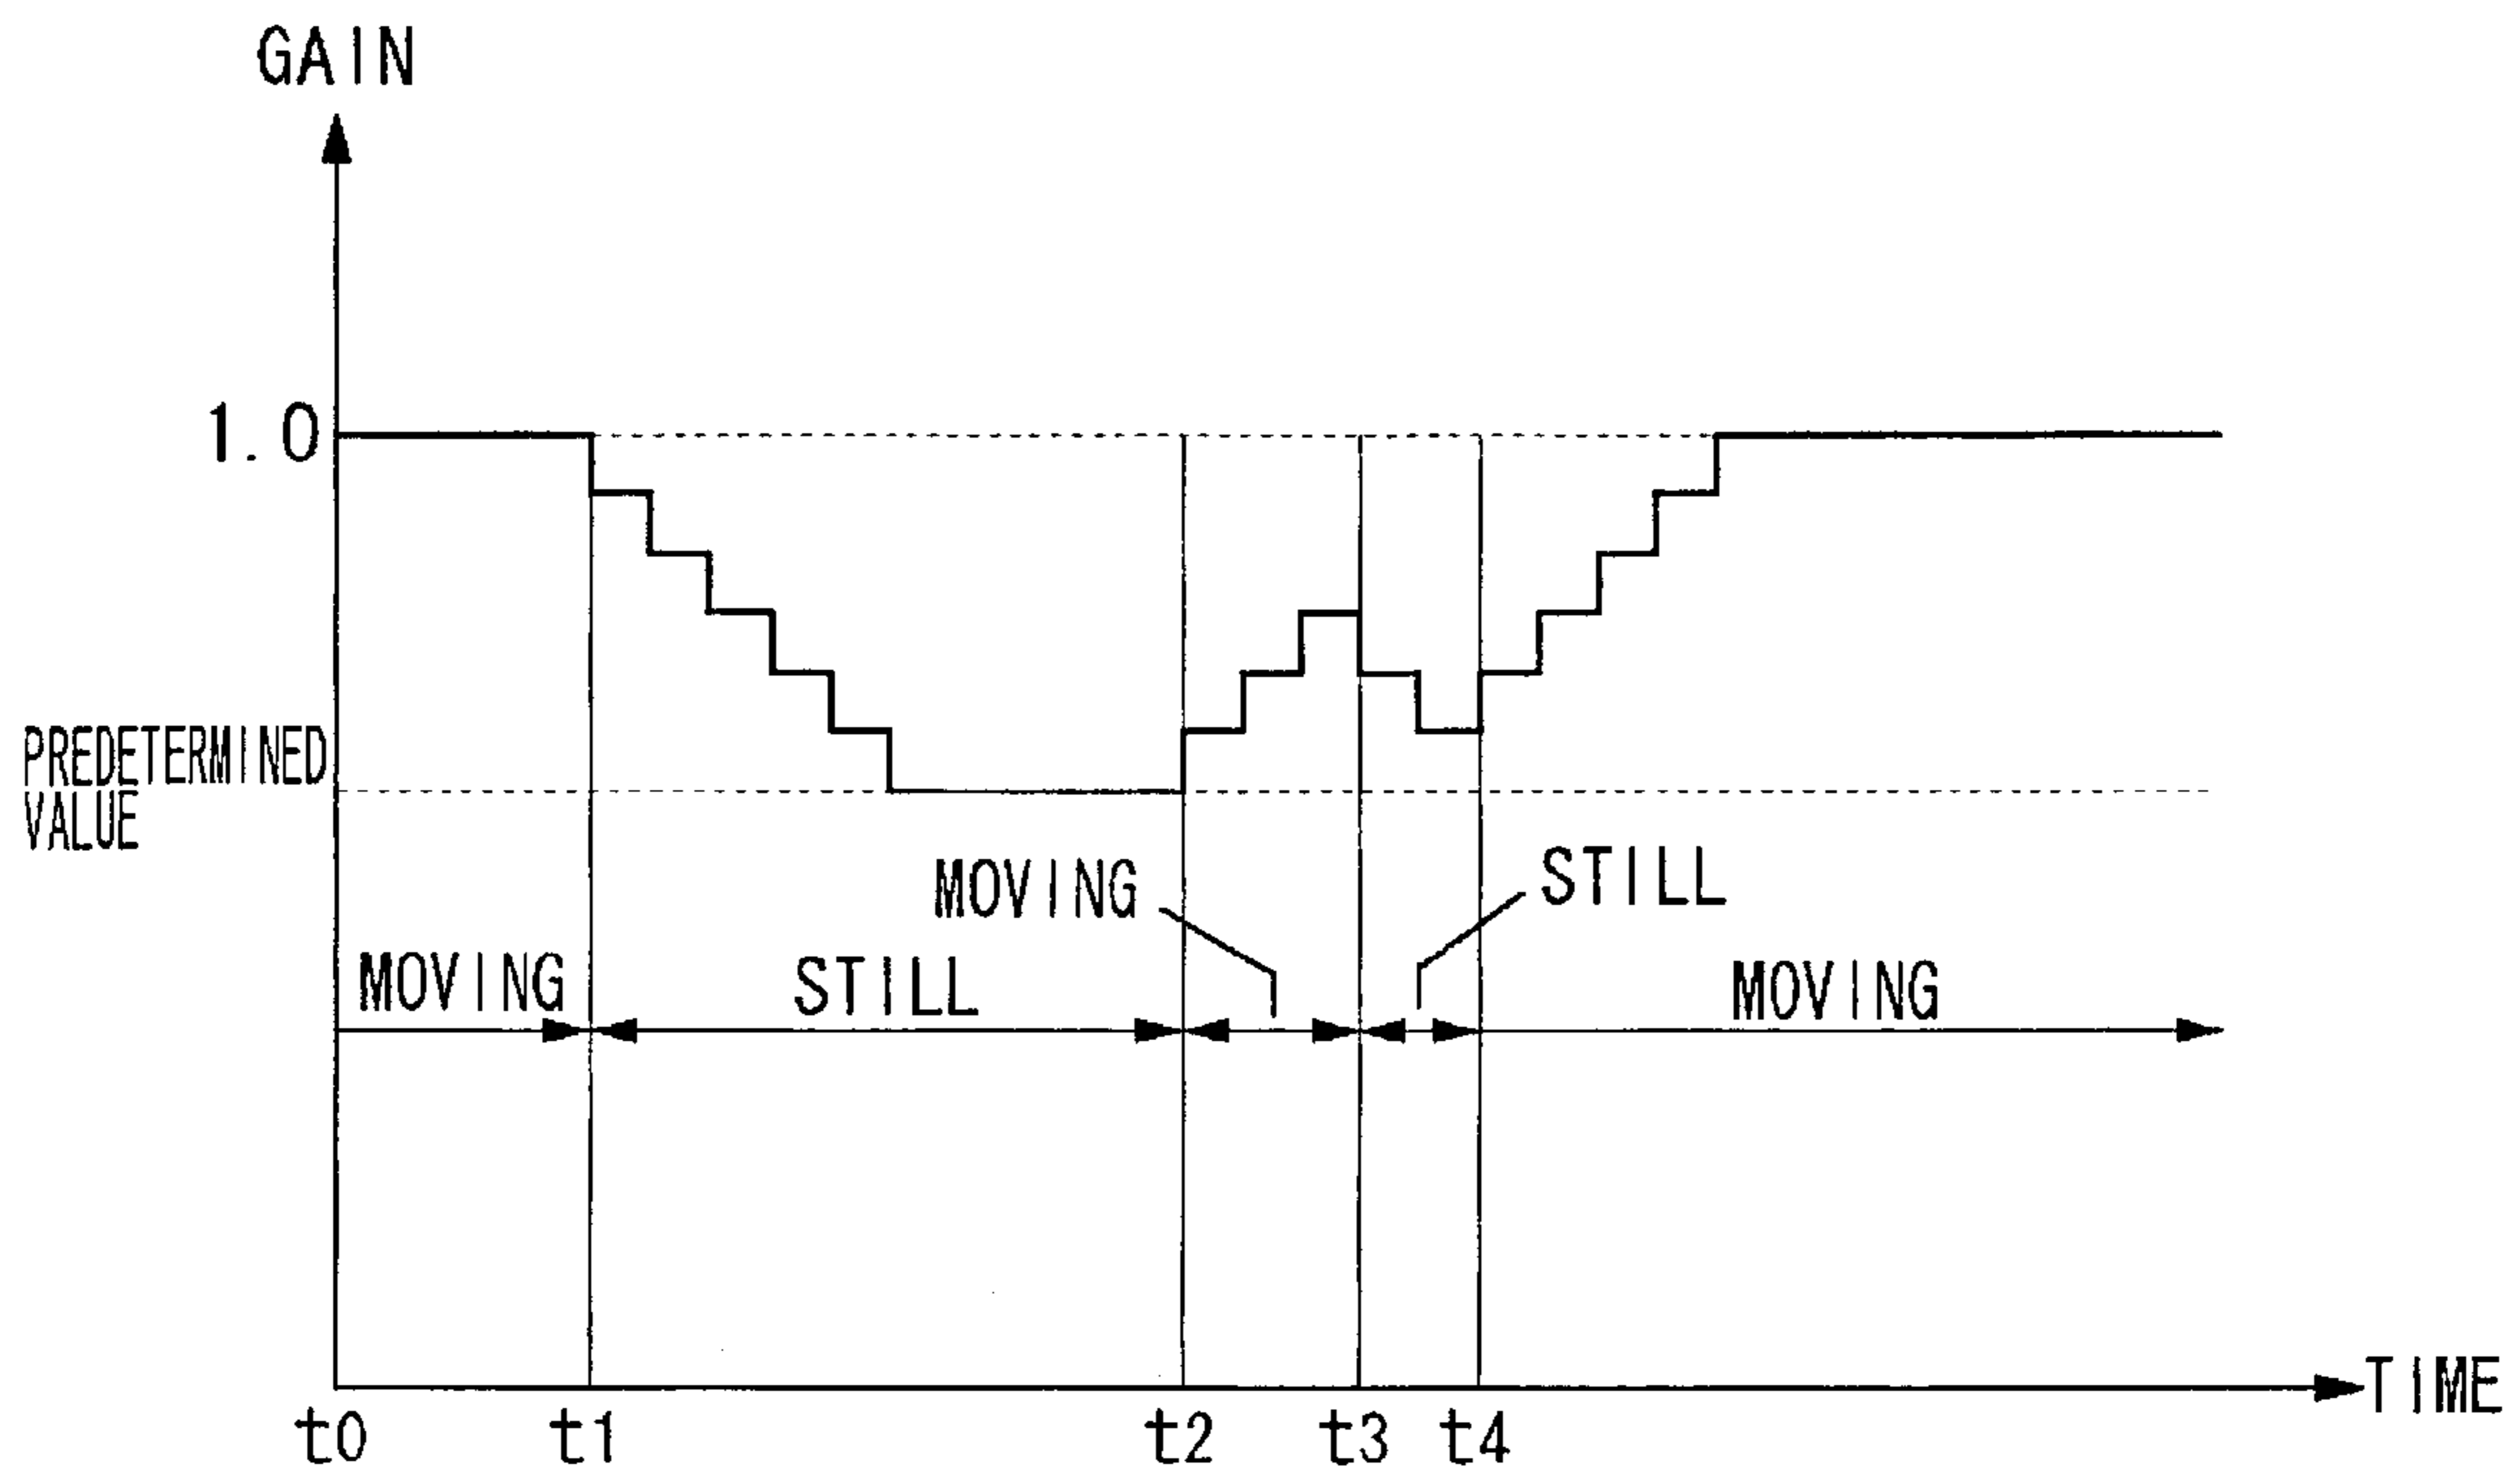 GAIN
1.0
PREDETERMINED
VALUE
MOVING
STILL
MOVING
STILL
MOVING
TIME
t0
t1
t2
t3
t4